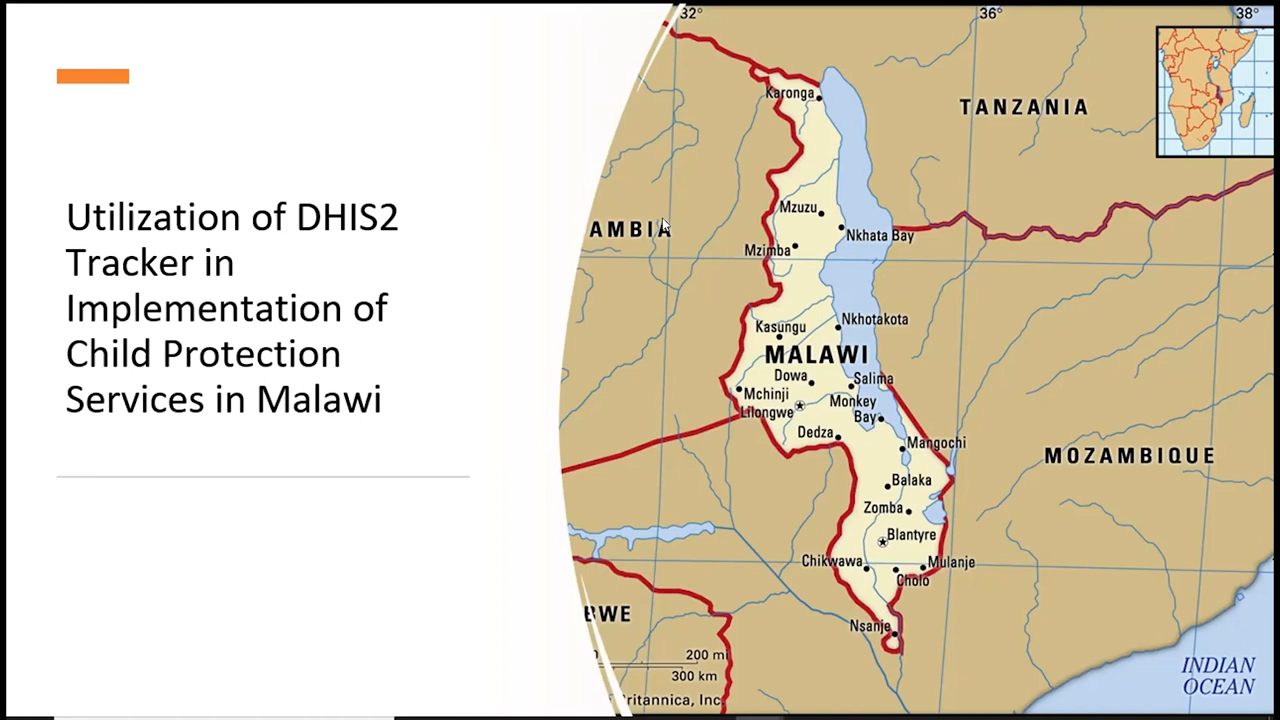 Utilization of DHIS2
Tracker in
Implementation of
Child Protection
Services in Malawi
32°
36°
38°
Karonga
TANZANIA
Mzuzu
AMBIA
Nkhata Bay
Mzimba
Nkhotakota
Kasungu
MALAWI
Dowa
Salima
Mchinji
Monkey
Bay
Lilongwe
Dedza
Mangochi
MOZAMBIQUE
Balaka
Zomba
Blantyre
Chikwawa
Mulanje
Cholo
BWE
Nsanje
200 mi
300 km
INDIAN
OCEAN
Britannica, Inc.